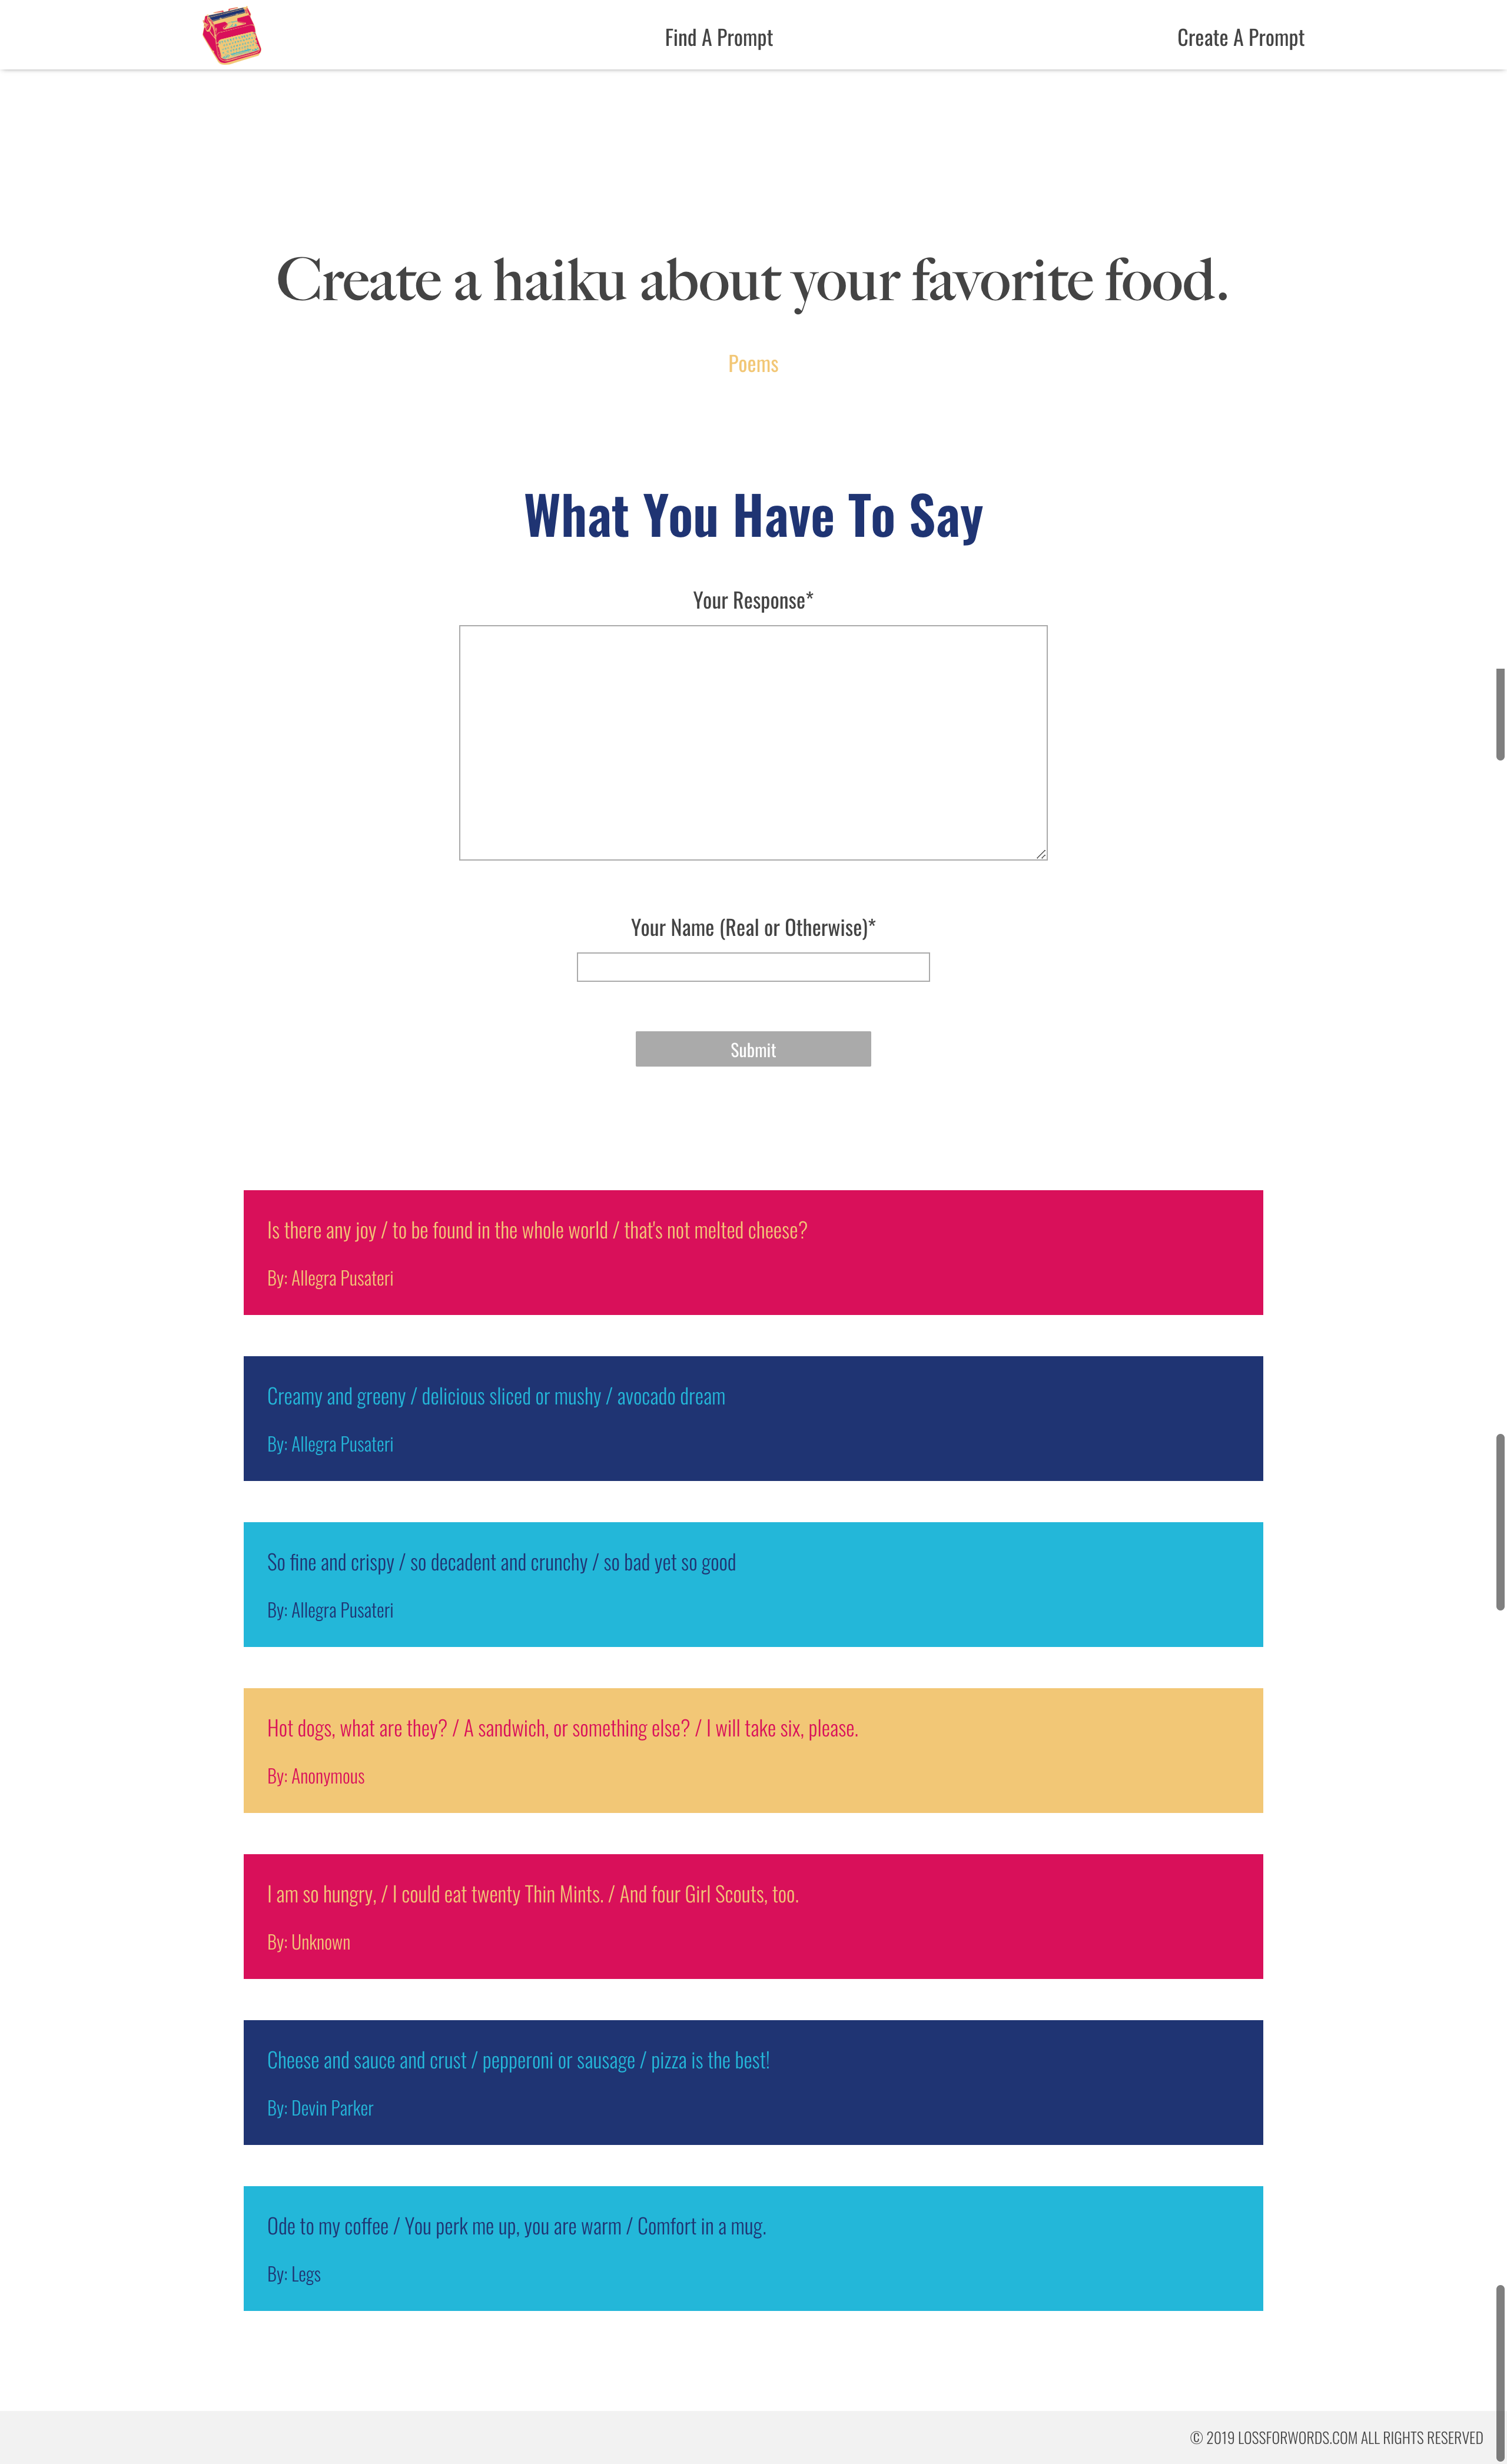 Find A Prompt
Create A Prompt
Create a haiku about your favorite food.
Poems
What You Have To Say
Your Response*
Your Name (Real or Otherwise)*
Submit
Is there any joy / to be found in the whole world / that's not melted cheese?
By: Allegra Pusateri
Creamy and greeny / delicious sliced or mushy / avocado dream
By: Allegra Pusateri
So fine and crispy / so decadent and crunchy / so bad yet so good
By: Allegra Pusateri
Hot dogs, what are they? / A sandwich, or something else? / I will take six, please.
By: Anonymous
I am so hungry, / I could eat twenty Thin Mints. / And four Girl Scouts, too.
By: Unknown
Cheese and sauce and crust / pepperoni or sausage / pizza is the best!
By: Devin Parker
Ode to my coffee / You perk me up, you are warm / Comfort in a mug.
By: Legs
© 2019 LOSSFORWORDS.COM ALL RIGHTS RESERVED